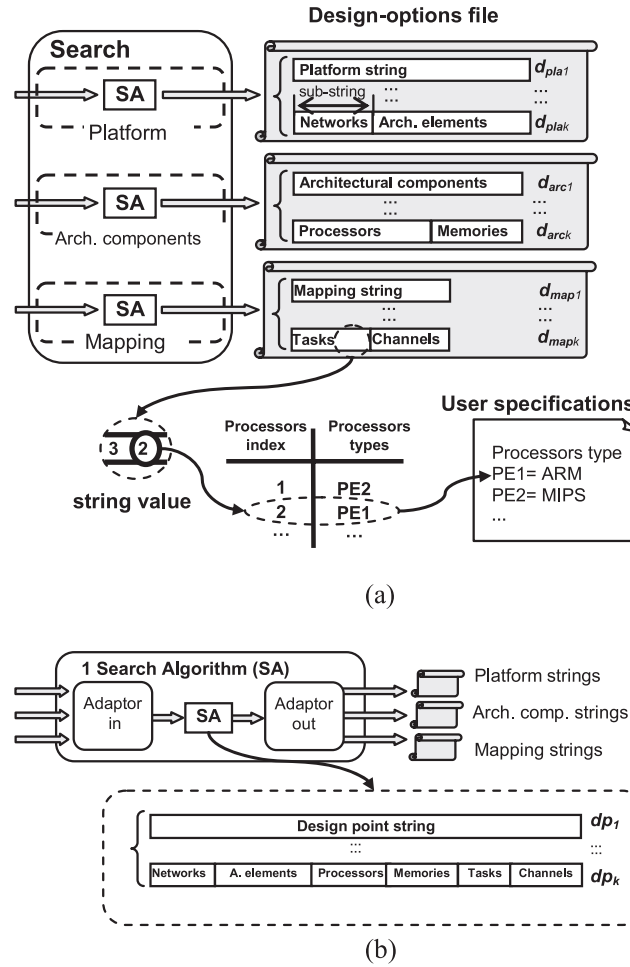 Design-options file
Search
SA
Platform
Platform string
d_pla1
sub-string
:::
:::
Networks
Arch. elements
d_plak
SA
Arch. components
Architectural components
d_arc1
:::
:::
Processors
Memories
d_arck
SA
Mapping
Mapping string
d_map1
:::
:::
Tasks
Channels
d_mapk
User specifications
3 2
string value
Processors index
Processors types
1 PE2
2 PE1
... ...
Processors type
PE1= ARM
PE2= MIPS
...
(a)
1 Search Algorithm (SA)
Adaptor in
SA
Adaptor out
Platform strings
Arch. comp. strings
Mapping strings
Design point string
dp_1
:::
:::
Networks
A. elements
Processors
Memories
Tasks
Channels
dp_k
(b)